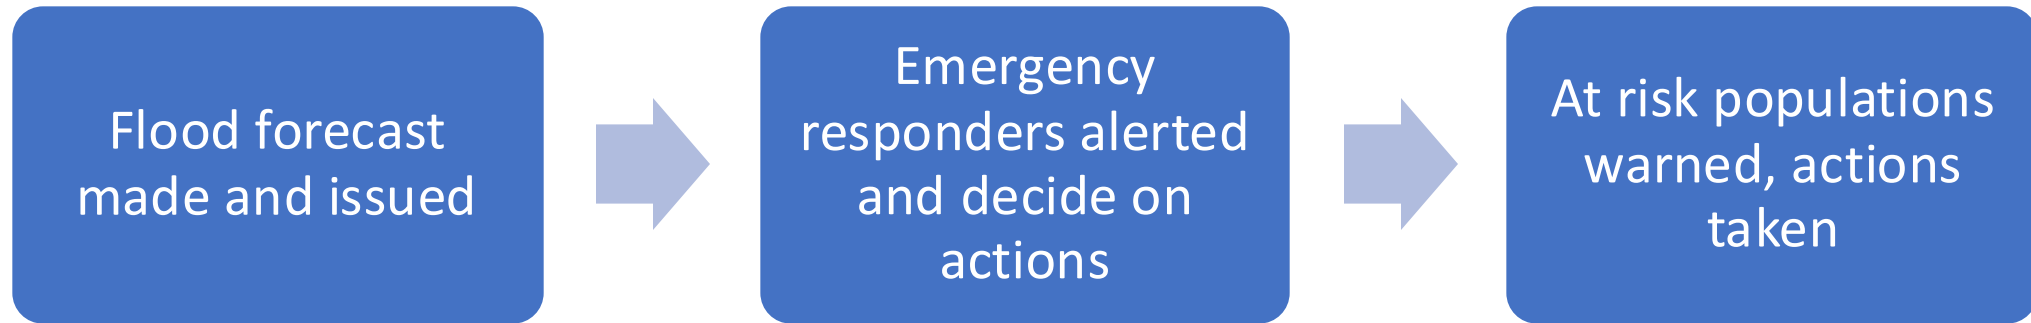 Flood forecast
made and issued
Emergency
responders alerted
and decide on
actions
At risk populations
warned, actions
taken